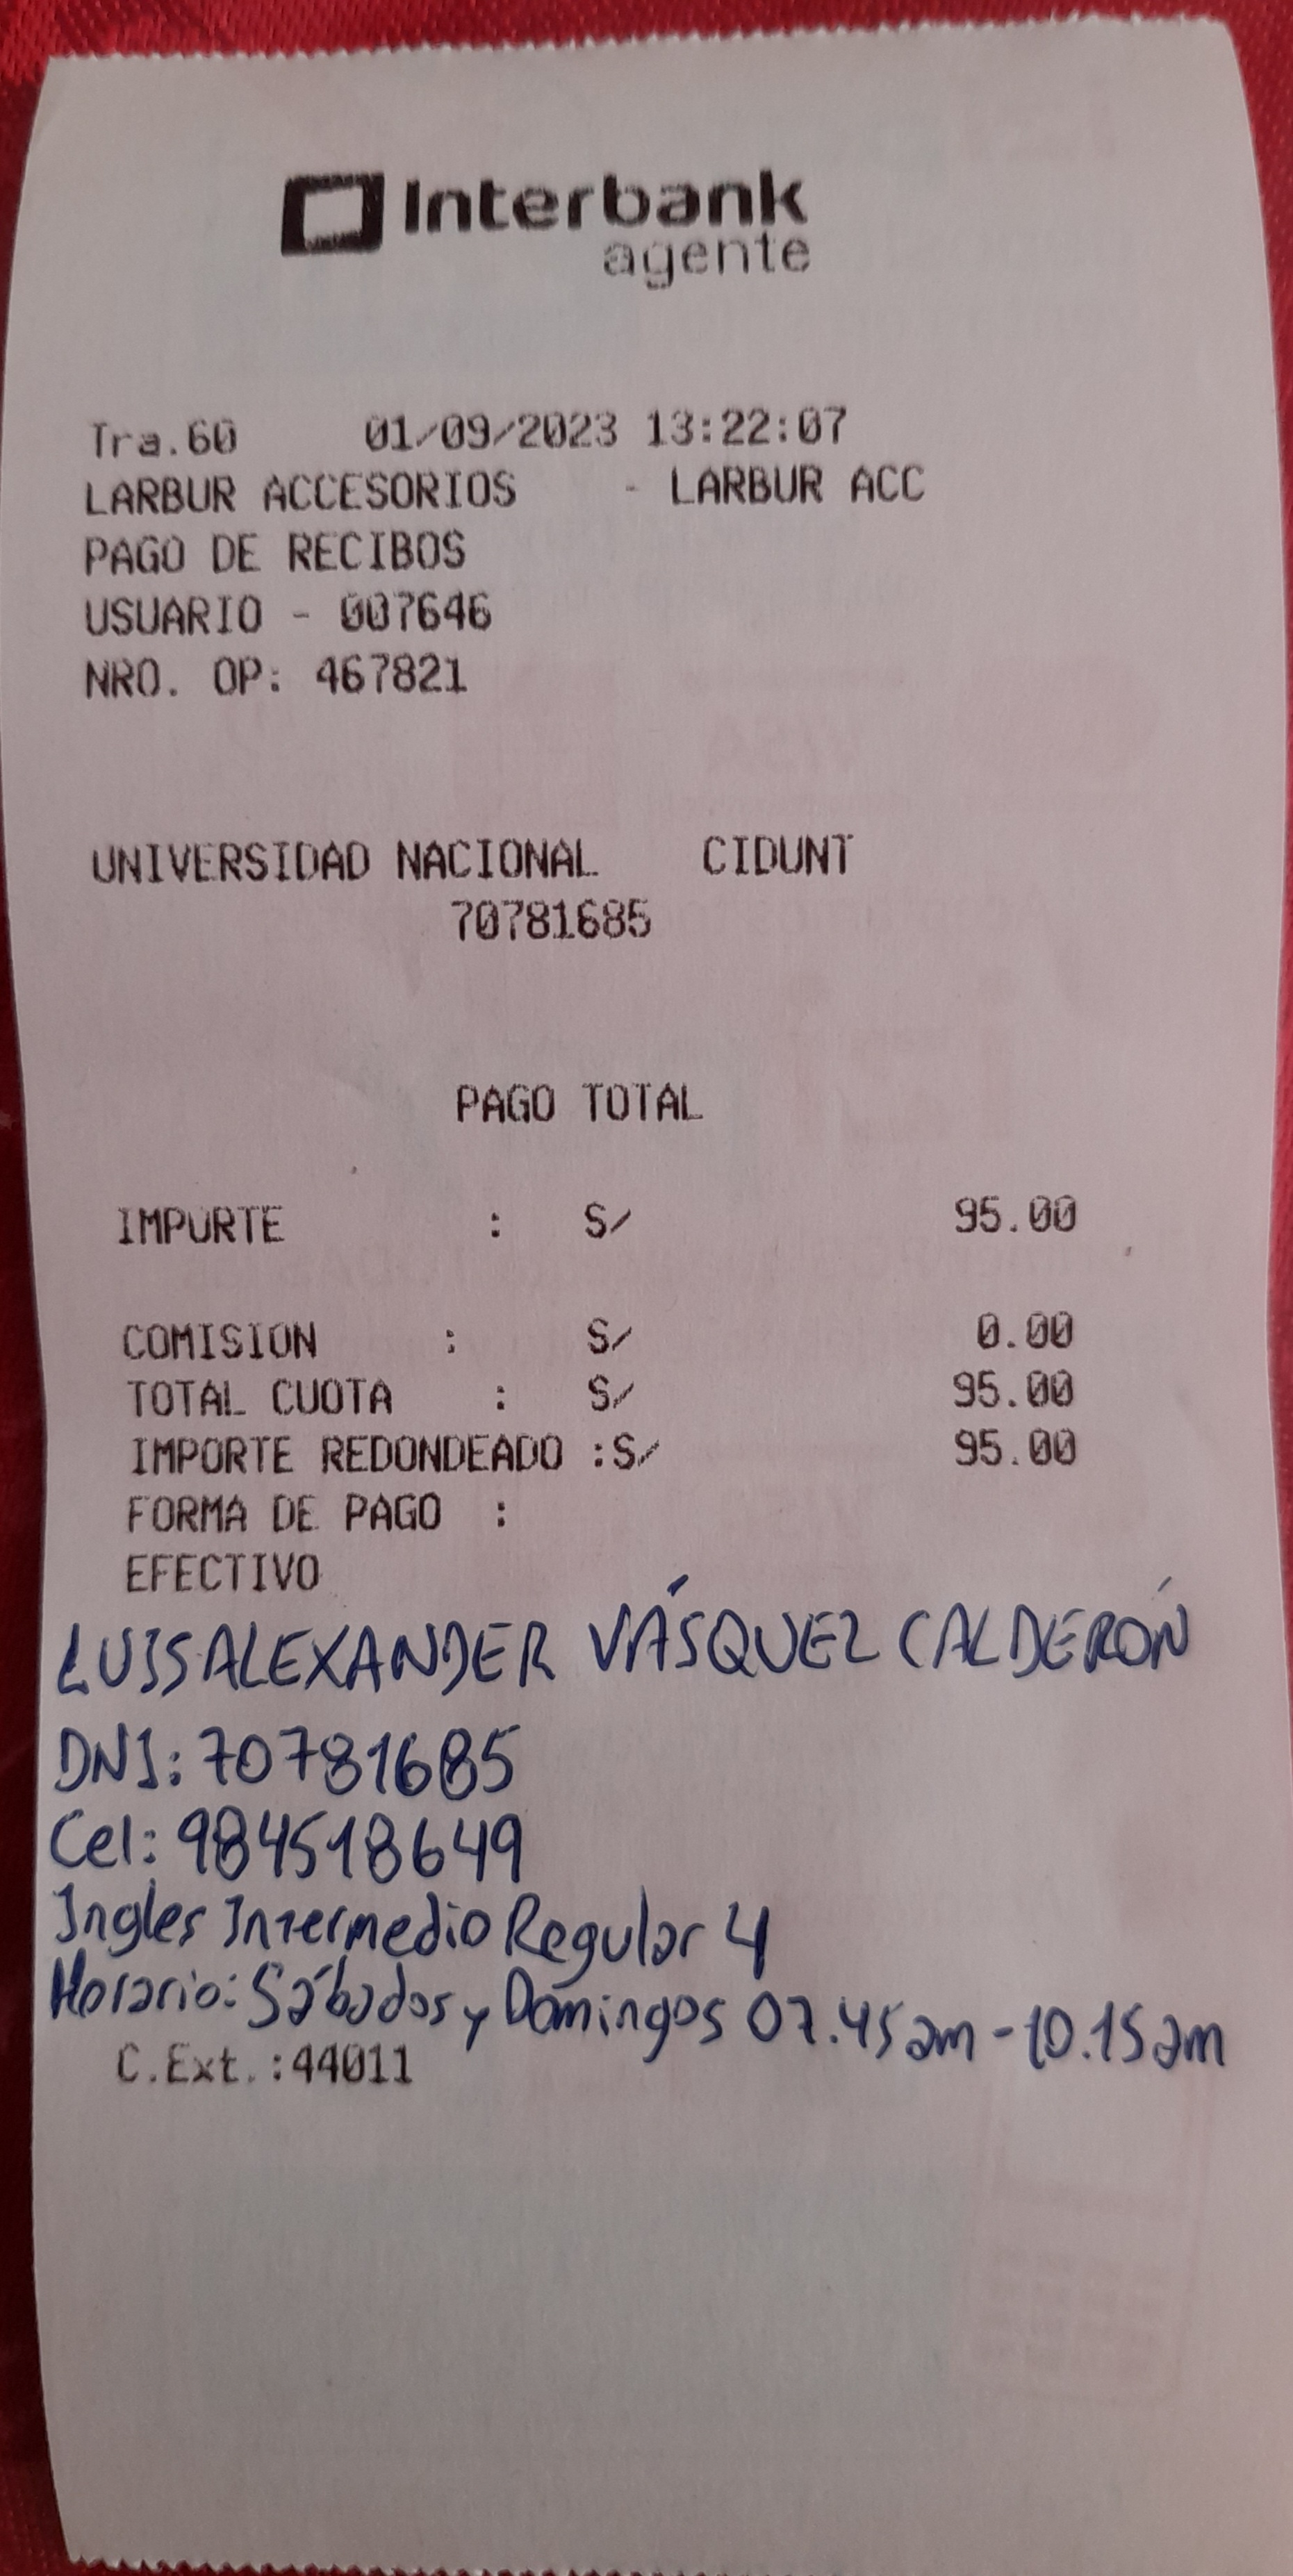 Interbank
agente
Tra.60 01/09/2023 13:22:07
LARBUR ACCESORIOS - LARBUR ACC
PAGO DE RECIBOS
USUARIO - 007646
NRO. OP: 467821
UNIVERSIDAD NACIONAL CIDUNT
70781685
PAGO TOTAL
IMPORTE : S/ 95.00
COMISION : S/ 0.00
TOTAL CUOTA : S/ 95.00
IMPORTE REDONDEADO :S/ 95.00
FORMA DE PAGO :
EFECTIVO
LUIS ALEXANDER VÁSQUEZ CALDERÓN
DNI: 70781685
Cel: 984518649
Ingles Intermedio Regular 4
Horario: Sábados y Domingos 07.45am - 10.15am
C.Ext.:44011